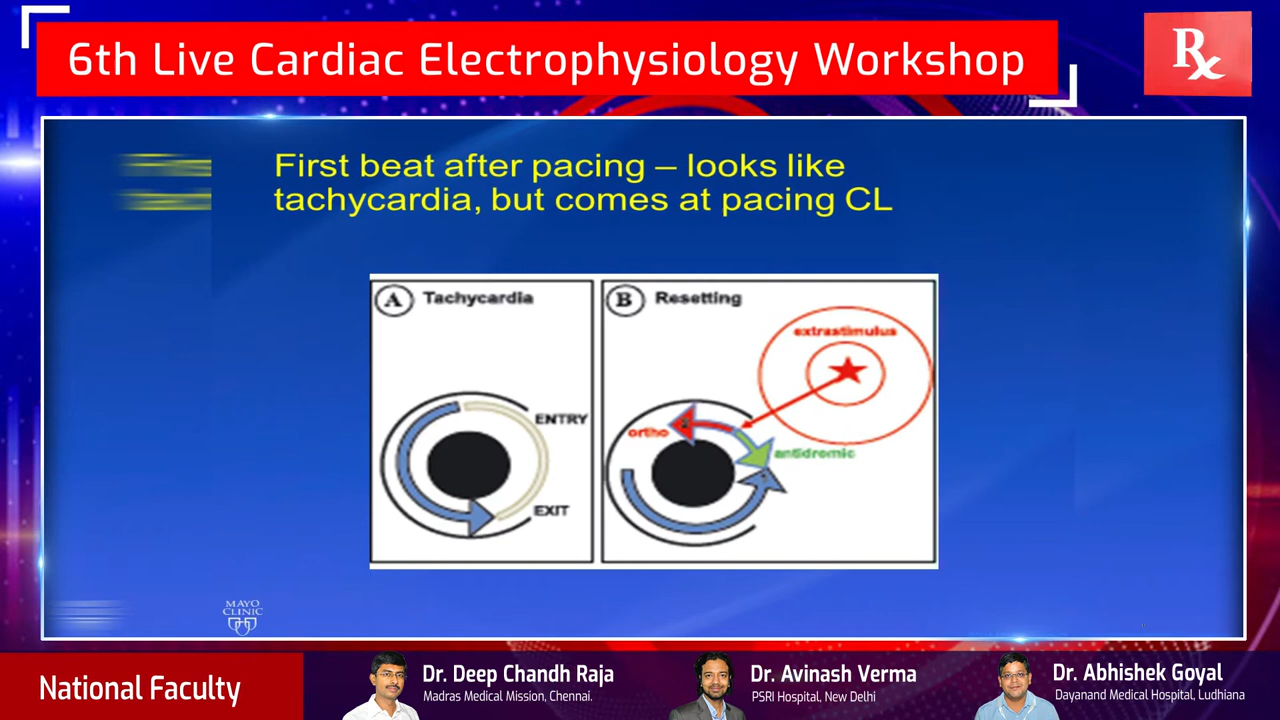 6th Live Cardiac Electrophysiology Workshop
Rx
First beat after pacing – looks like
tachycardia, but comes at pacing CL
A Tachycardia
ENTRY
EXIT
B Resetting
extrastimulus
ortho
antidromic
MAYO
CLINIC
National Faculty
Dr. Deep Chandh Raja
Madras Medical Mission, Chennai.
Dr. Avinash Verma
PSRI Hospital, New Delhi
Dr. Abhishek Goyal
Dayanand Medical Hospital, Ludhiana